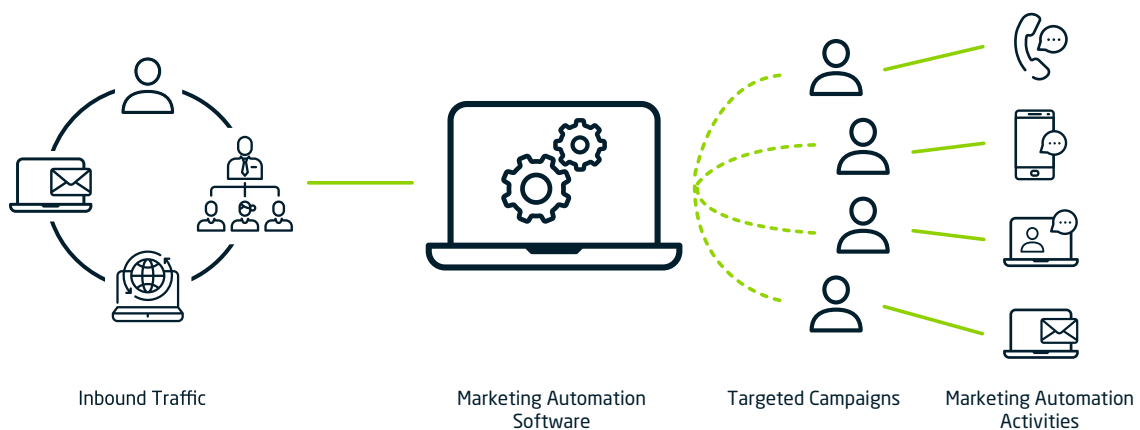 Inbound Traffic
Marketing Automation
Software
Targeted Campaigns
Marketing Automation
Activities